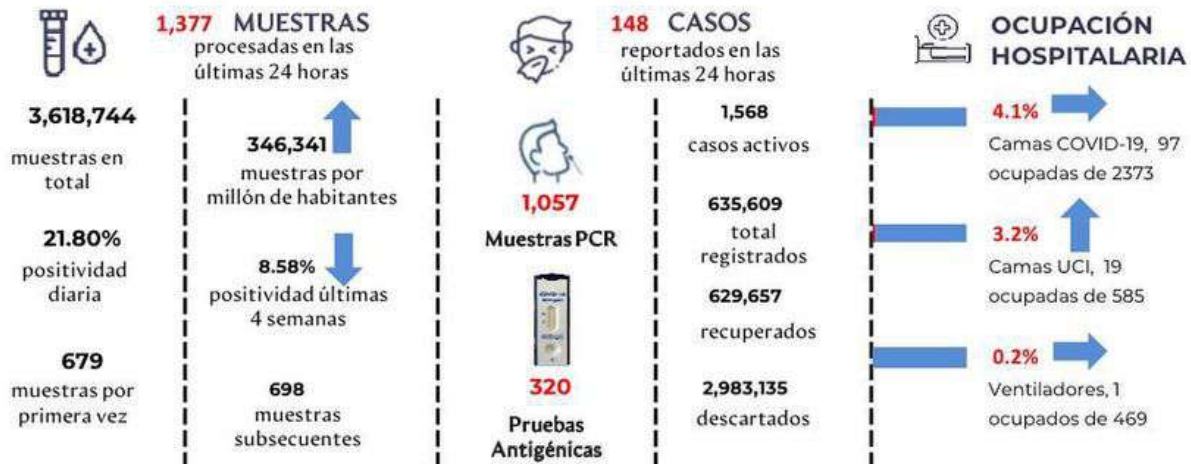 1,377 MUESTRAS
procesadas en las
últimas 24 horas
3,618,744
muestras en
total
21.80%
positividad
diaria
679
muestras por
primera vez
346,341
muestras por
millón de habitantes
8.58%
positividad últimas
4 semanas
698
muestras
subsecuentes
148 CASOS
reportados en las
últimas 24 horas
1,057
Muestras PCR
320
Pruebas
Antigénicas
1,568
casos activos
635,609
total
registrados
629,657
recuperados
2,983,135
descartados
OCUPACIÓN
HOSPITALARIA
4.1%
Camas COVID-19, 97
ocupadas de 2373
3.2%
Camas UCI, 19
ocupadas de 585
0.2%
Ventiladores, 1
ocupados de 469